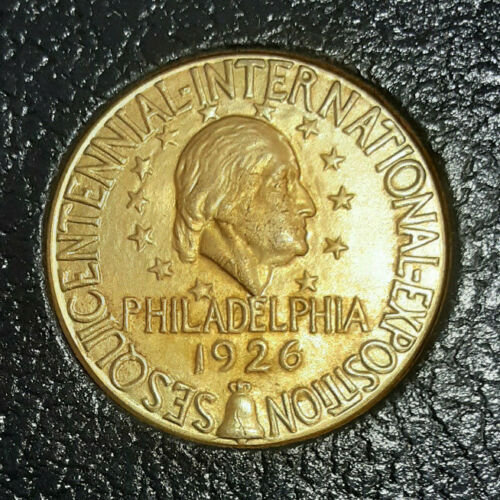 SESQUICENTENNIAL-INTERNATIONAL-EXPOSITION
PHILADELPHIA
1926